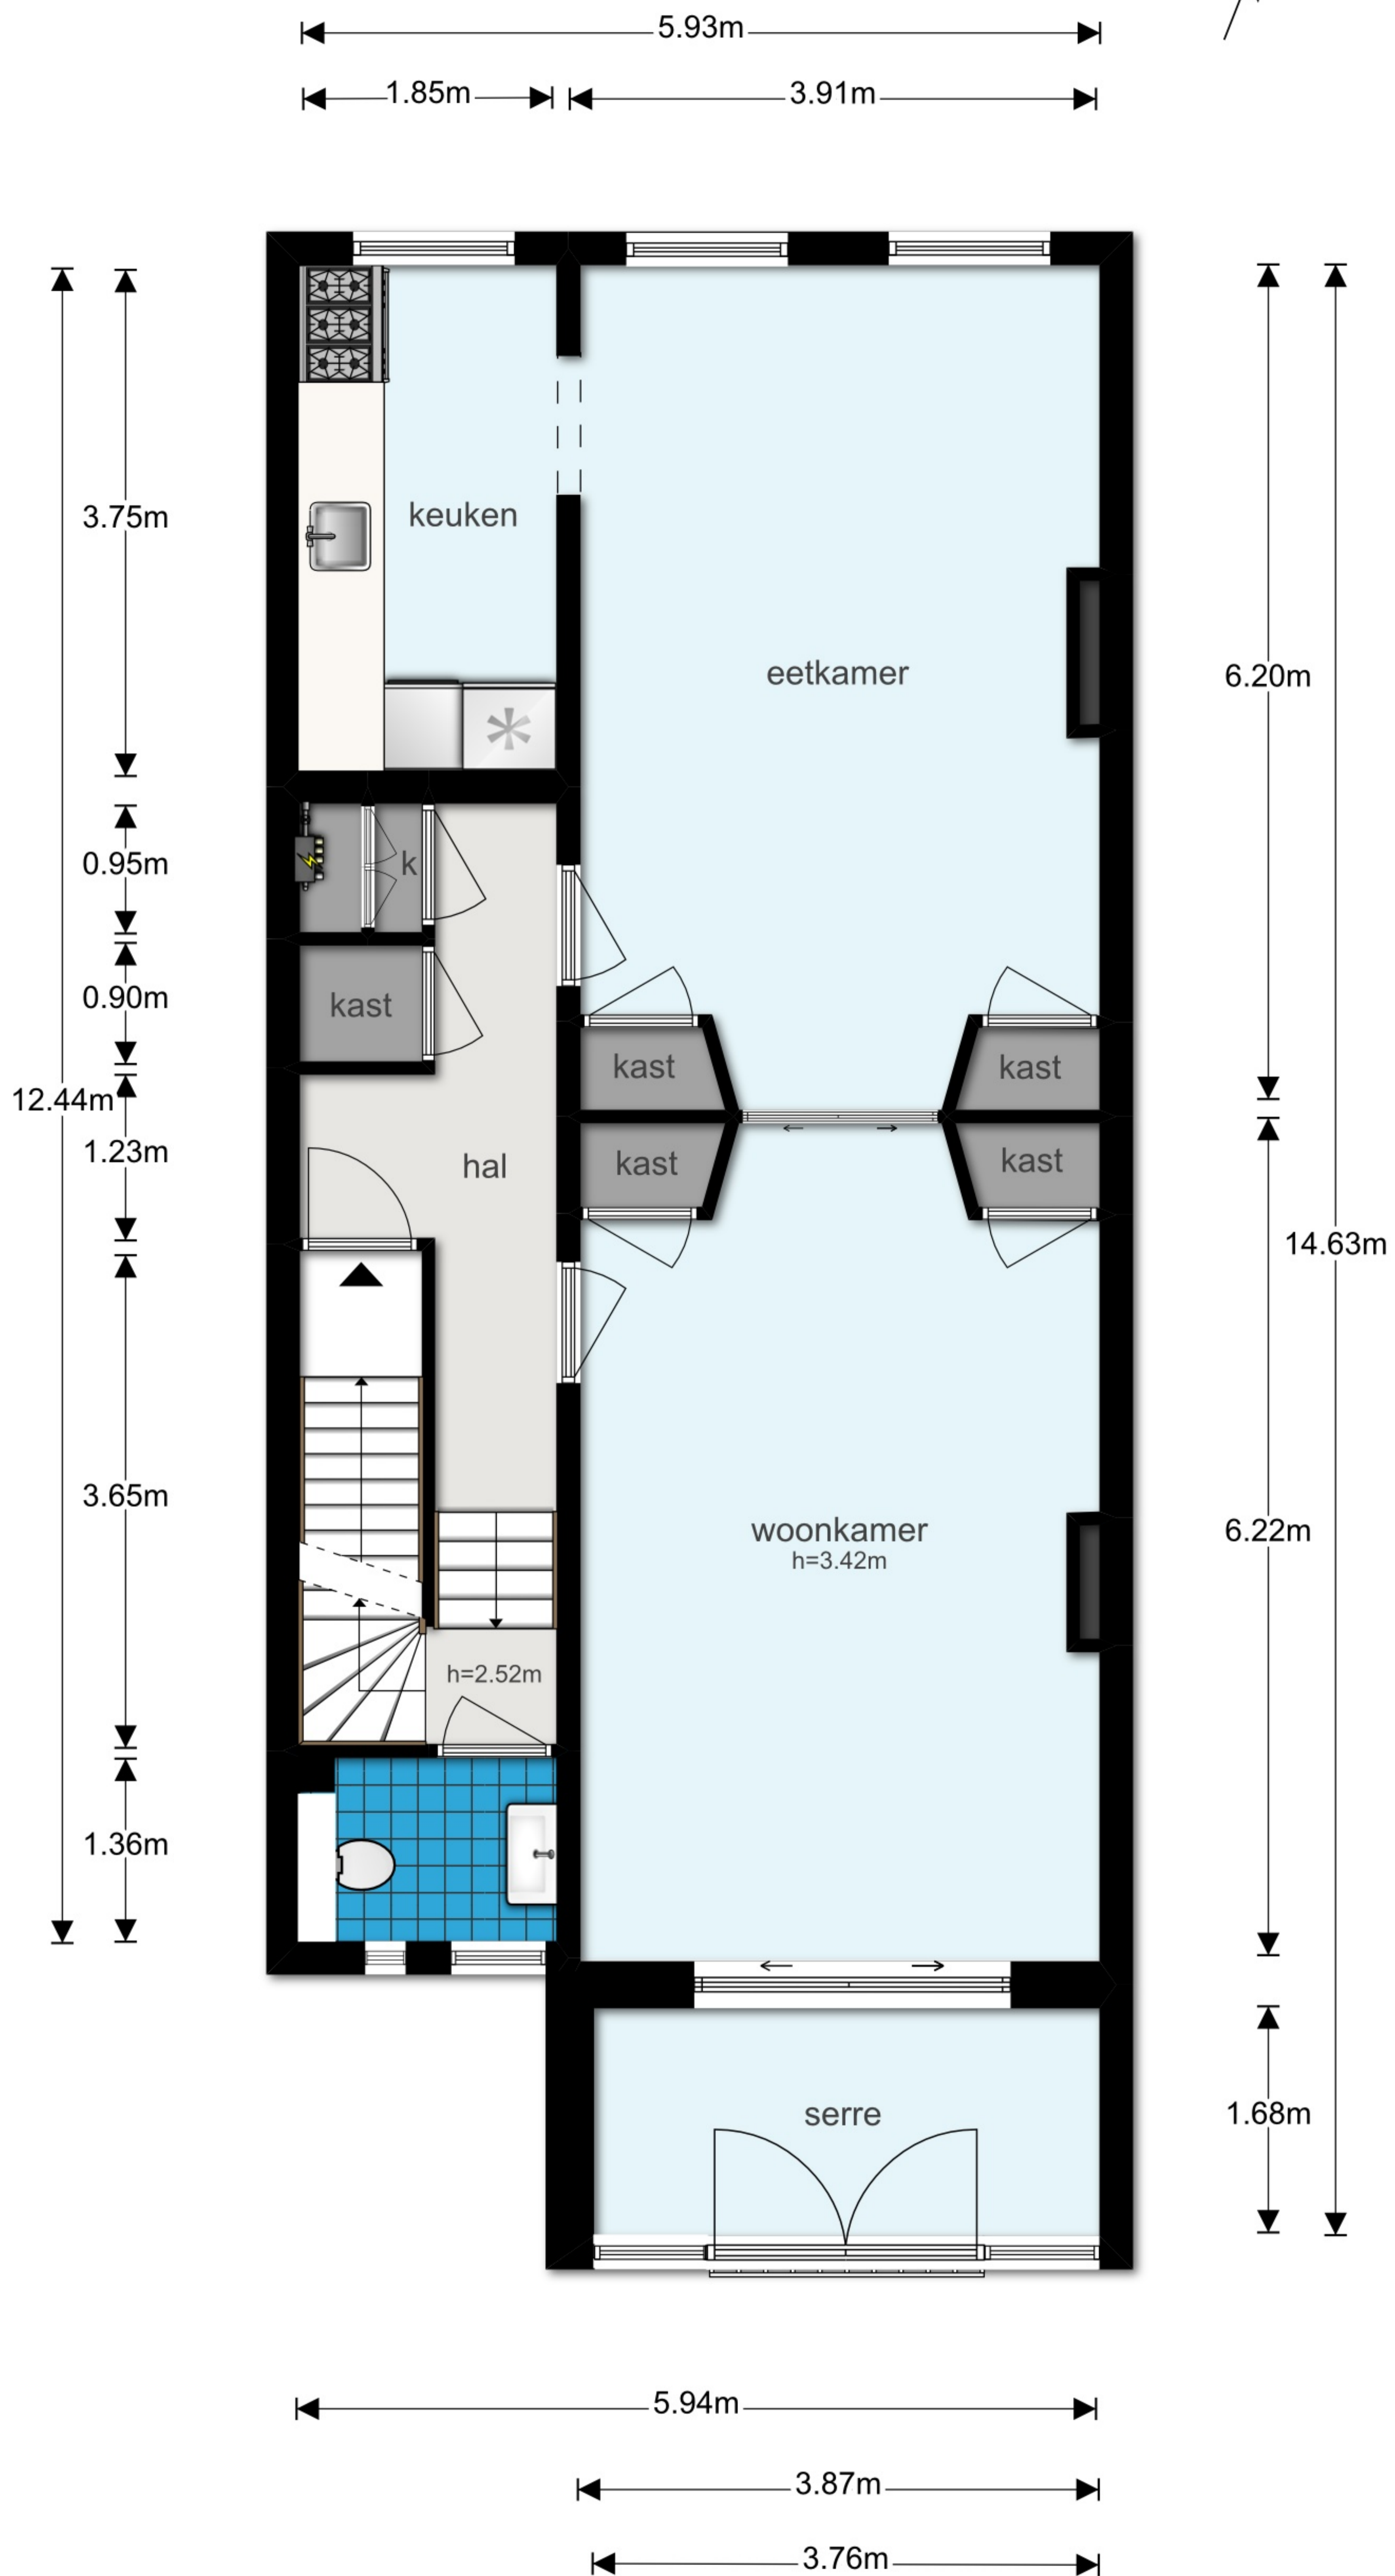 5.93m
1.85m
3.91m
3.75m
keuken
eetkamer
6.20m
0.95m
k
0.90m
kast
kast
kast
12.44m
1.23m
hal
kast
kast
14.63m
3.65m
woonkamer
h=3.42m
6.22m
h=2.52m
1.36m
serre
1.68m
5.94m
3.87m
3.76m